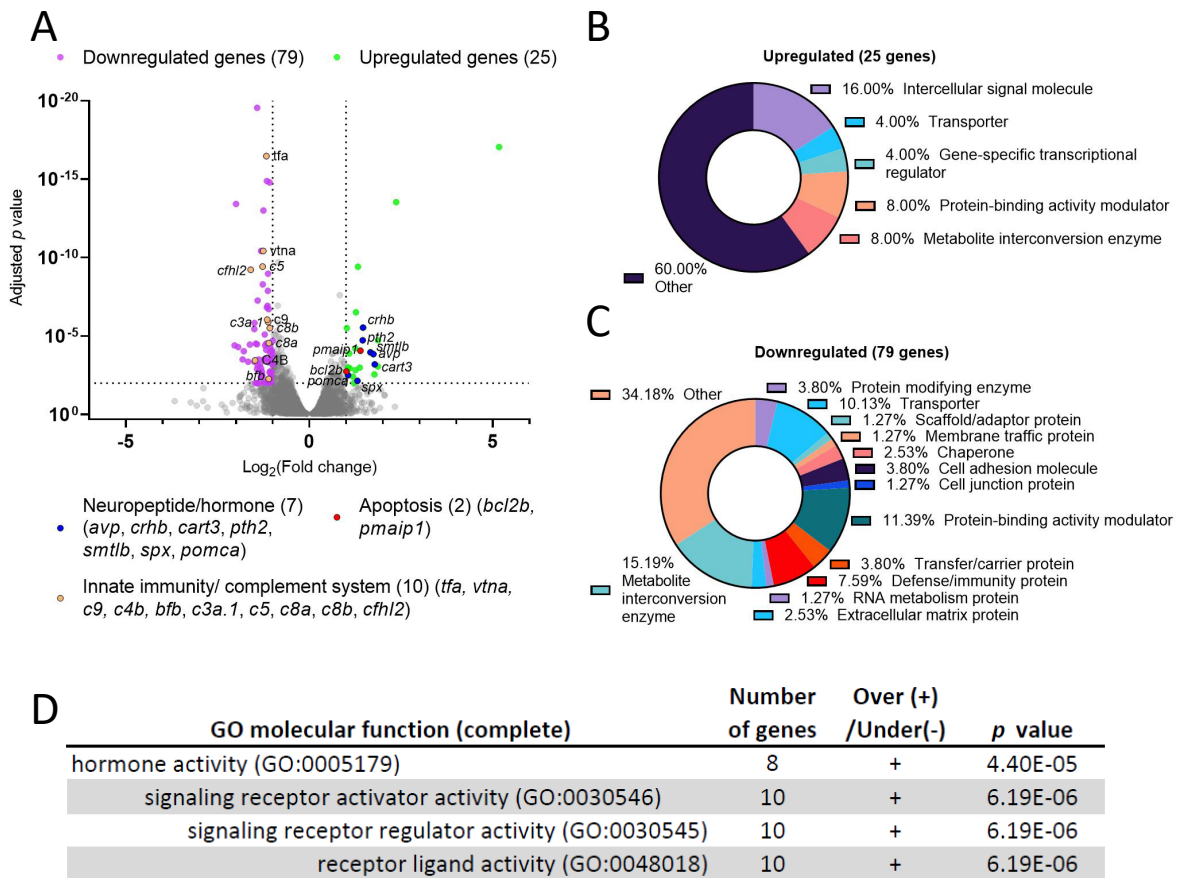 A
Downregulated genes (79)
Upregulated genes (25)
10-20
10-15
10-10
10-5
100
Adjusted p value
tfa
vtna
c5
cfhl2
c3a.1
c9
c8b
c8a
C4B
bfb
crhb
pth2
pmaip1
smtlb
avp
bcl2b
cart3
pomca
spx
-5
0
5
Log2(Fold change)
Neuropeptide/hormone (7)
(avp, crhb, cart3, pth2,
smtlb, spx, pomca)
Apoptosis (2) (bcl2b,
pmaip1)
Innate immunity/ complement system (10) (tfa, vtna,
c9, c4b, bfb, c3a.1, c5, c8a, c8b, cfhl2)
B
Upregulated (25 genes)
16.00% Intercellular signal molecule
4.00% Transporter
4.00% Gene-specific transcriptional
regulator
8.00% Protein-binding activity modulator
8.00% Metabolite interconversion enzyme
60.00%
Other
C
Downregulated (79 genes)
34.18% Other
3.80% Protein modifying enzyme
10.13% Transporter
1.27% Scaffold/adaptor protein
1.27% Membrane traffic protein
2.53% Chaperone
3.80% Cell adhesion molecule
1.27% Cell junction protein
11.39% Protein-binding activity modulator
3.80% Transfer/carrier protein
7.59% Defense/immunity protein
1.27% RNA metabolism protein
2.53% Extracellular matrix protein
15.19%
Metabolite
interconversion
enzyme
D
GO molecular function (complete) Number of genes Over (+) /Under(-) p value
hormone activity (GO:0005179) 8 + 4.40E-05
signaling receptor activator activity (GO:0030546) 10 + 6.19E-06
signaling receptor regulator activity (GO:0030545) 10 + 6.19E-06
receptor ligand activity (GO:0048018) 10 + 6.19E-06